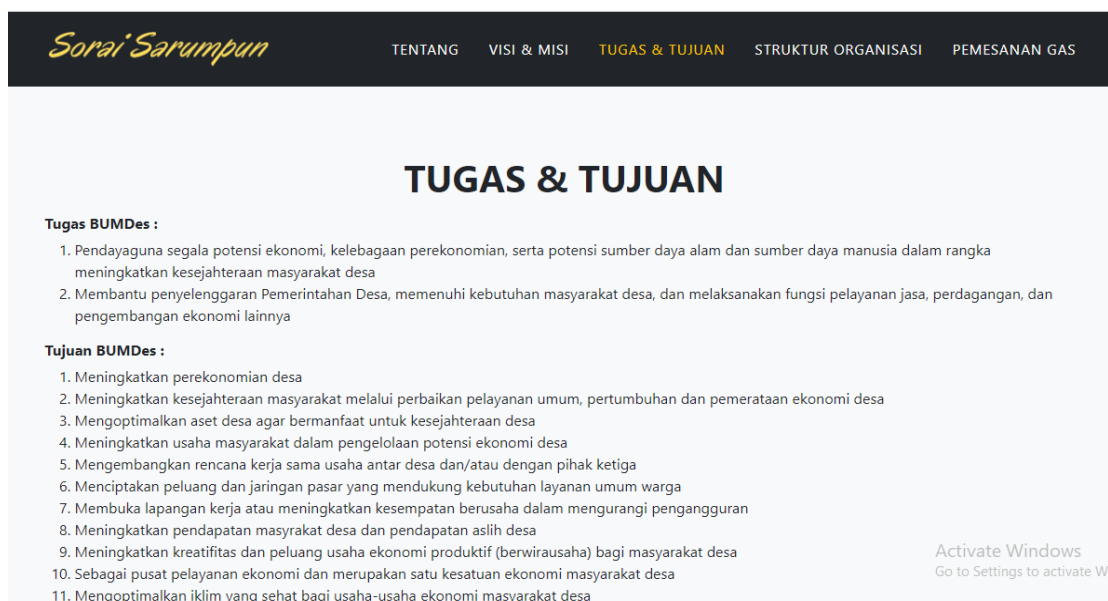 Sorai Sarumpun
TENTANG VISI & MISI TUGAS & TUJUAN STRUKTUR ORGANISASI PEMESANAN GAS
TUGAS & TUJUAN
Tugas BUMDes :
1. Pendayaguna segala potensi ekonomi, kelebagaan perekonomian, serta potensi sumber daya alam dan sumber daya manusia dalam rangka
meningkatkan kesejahteraan masyarakat desa
2. Membantu penyelenggaran Pemerintahan Desa, memenuhi kebutuhan masyarakat desa, dan melaksanakan fungsi pelayanan jasa, perdagangan, dan
pengembangan ekonomi lainnya
Tujuan BUMDes :
1. Meningkatkan perekonomian desa
2. Meningkatkan kesejahteraan masyarakat melalui perbaikan pelayanan umum, pertumbuhan dan pemerataan ekonomi desa
3. Mengoptimalkan aset desa agar bermanfaat untuk kesejahteraan desa
4. Meningkatkan usaha masyarakat dalam pengelolaan potensi ekonomi desa
5. Mengembangkan rencana kerja sama usaha antar desa dan/atau dengan pihak ketiga
6. Menciptakan peluang dan jaringan pasar yang mendukung kebutuhan layanan umum warga
7. Membuka lapangan kerja atau meningkatkan kesempatan berusaha dalam mengurangi pengangguran
8. Meningkatkan pendapatan masyrakat desa dan pendapatan aslih desa
9. Meningkatkan kreatifitas dan peluang usaha ekonomi produktif (berwirausaha) bagi masyarakat desa
10. Sebagai pusat pelayanan ekonomi dan merupakan satu kesatuan ekonomi masyarakat desa
11. Mengoptimalkan iklim yang sehat bagi usaha-usaha ekonomi masyarakat desa
Activate Windows
Go to Settings to activate W